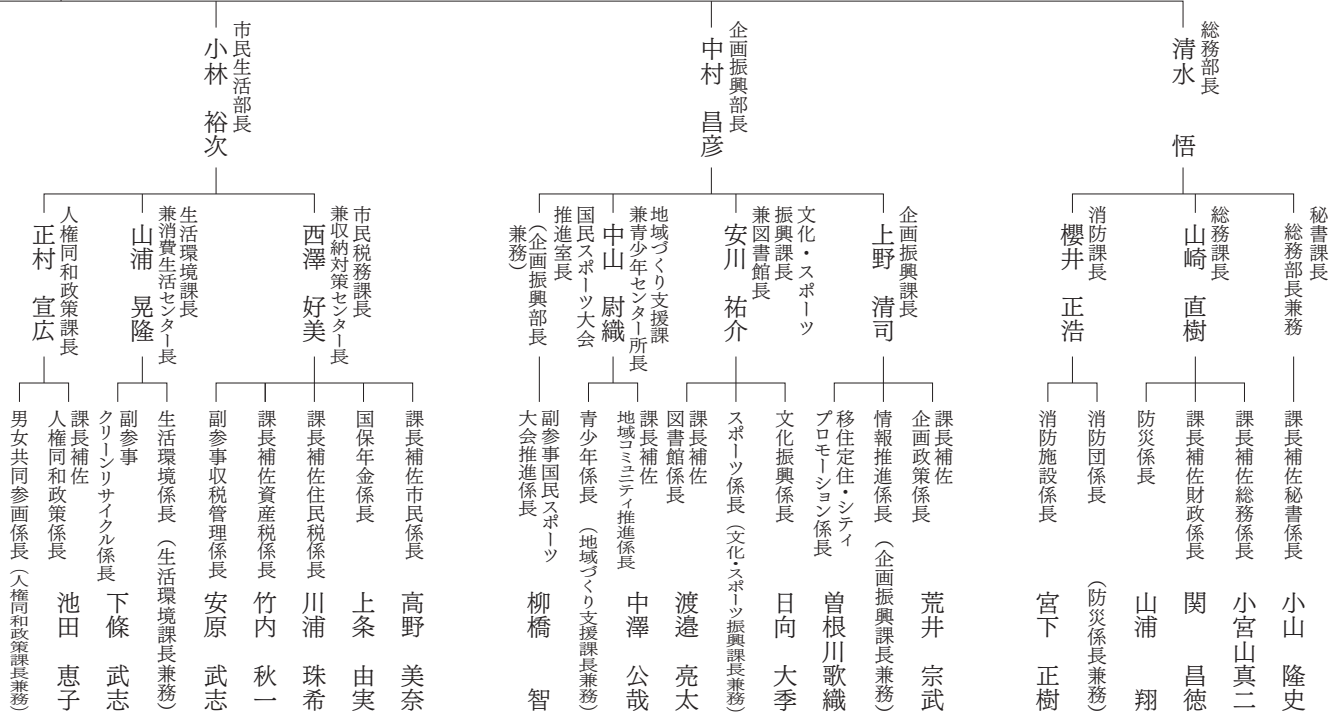 総務部長
清水 悟
秘書課長
総務部長兼務
課長補佐秘書係長 小山 隆史
総務課長
山崎 直樹
課長補佐総務係長 小宮山真二
課長補佐財政係長 関 昌徳
防災係長 山浦 翔
消防課長
櫻井 正浩
消防団係長 (防災係長兼務)
消防施設係長 宮下 正樹
企画振興部長
中村 昌彦
企画振興課長
上野 清司
課長補佐
企画政策係長 荒井 宗武
情報推進係長 (企画振興課長兼務)
移住定住・シティ
プロモーション係長 曽根川歌織
文化・スポーツ
振興課長
兼図書館長
安川 祐介
文化振興係長 日向 大季
スポーツ係長 (文化・スポーツ振興課長兼務)
課長補佐
図書館係長 渡邉 亮太
地域づくり支援課
兼青少年センター所長
中山 尉織
課長補佐
地域コミュニティ推進係長 中澤 公哉
青少年係長 (地域づくり支援課長兼務)
国民スポーツ大会
推進室長
(企画振興部長
兼務)
副参事国民スポーツ
大会推進係長 柳橋 智
市民生活部長
小林 裕次
市民税務課長
兼収納対策センター長
西澤 好美
課長補佐市民係長 高野 美奈
国保年金係長 上条 由実
課長補佐住民税係長 川浦 珠希
課長補佐資産税係長 竹内 秋一
副参事収税管理係長 安原 武志
生活環境課長
兼消費生活センター長
山浦 晃隆
生活環境係長 (生活環境課長兼務)
副参事
クリーンリサイクル係長 下條 武志
人権同和政策課長
正村 宣広
課長補佐
人権同和政策係長 池田 恵子
男女共同参画係長 (人権同和政策課長兼務)